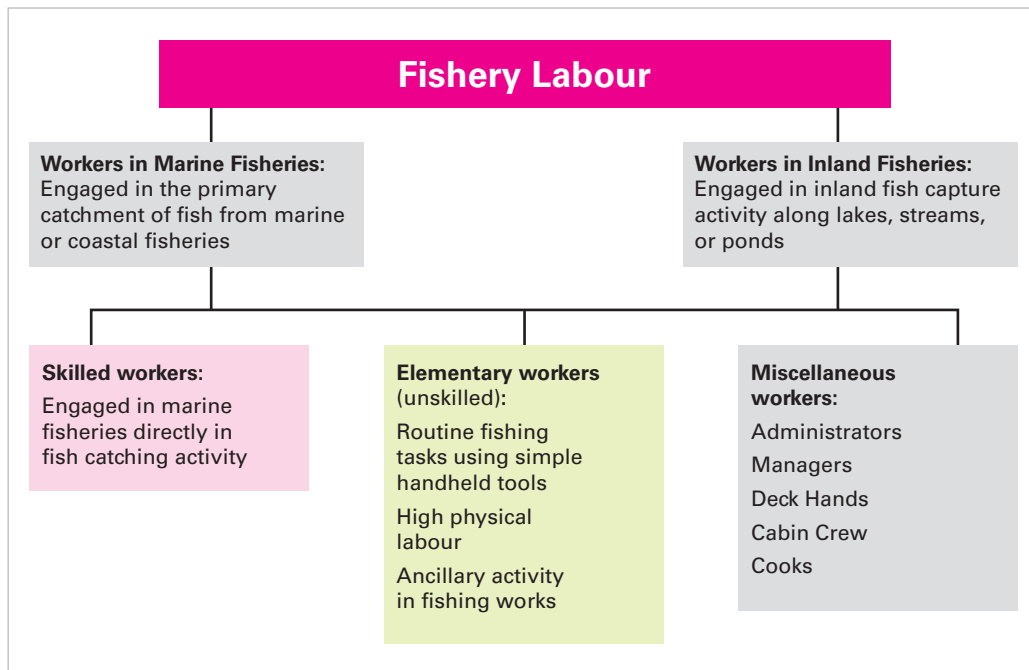 Fishery Labour
Workers in Marine Fisheries:
Engaged in the primary
catchment of fish from marine
or coastal fisheries
Workers in Inland Fisheries:
Engaged in inland fish capture
activity along lakes, streams,
or ponds
Skilled workers:
Engaged in marine
fisheries directly in
fish catching activity
Elementary workers
(unskilled):
Routine fishing
tasks using simple
handheld tools
High physical
labour
Ancillary activity
in fishing works
Miscellaneous
workers:
Administrators
Managers
Deck Hands
Cabin Crew
Cooks